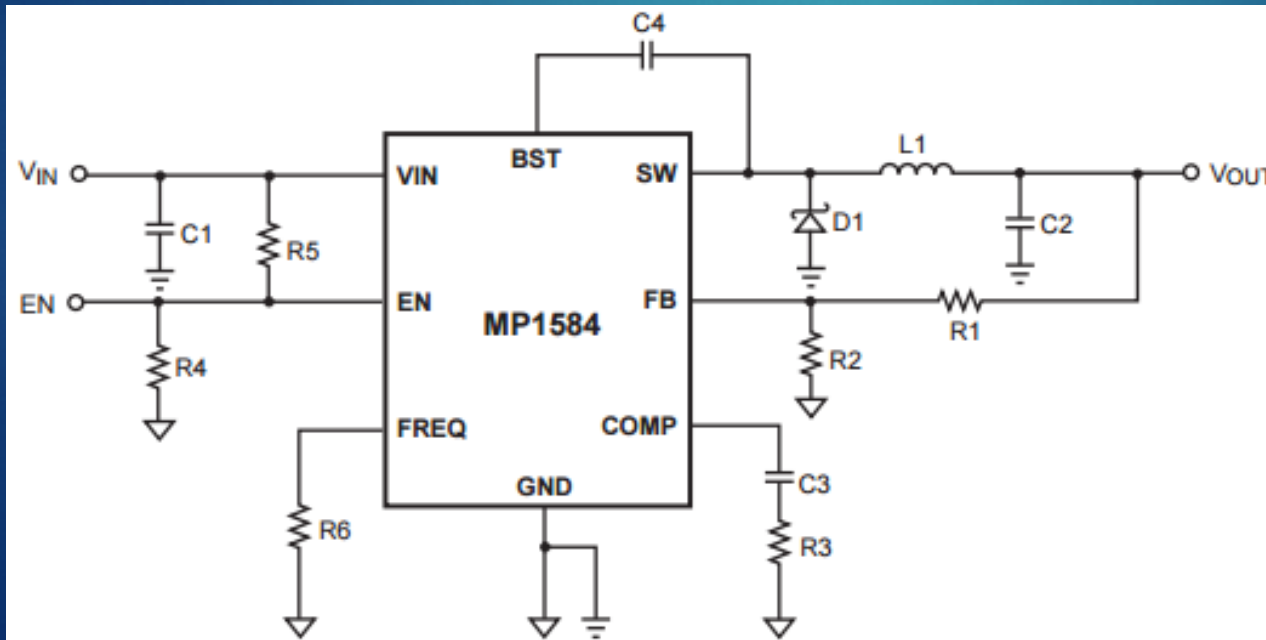 C4
L1
VIN
BST
SW
VIN
VOUT
C1
R5
D1
C2
EN
EN
FB
MP1584
R1
R4
R2
FREQ
COMP
GND
C3
R6
R3